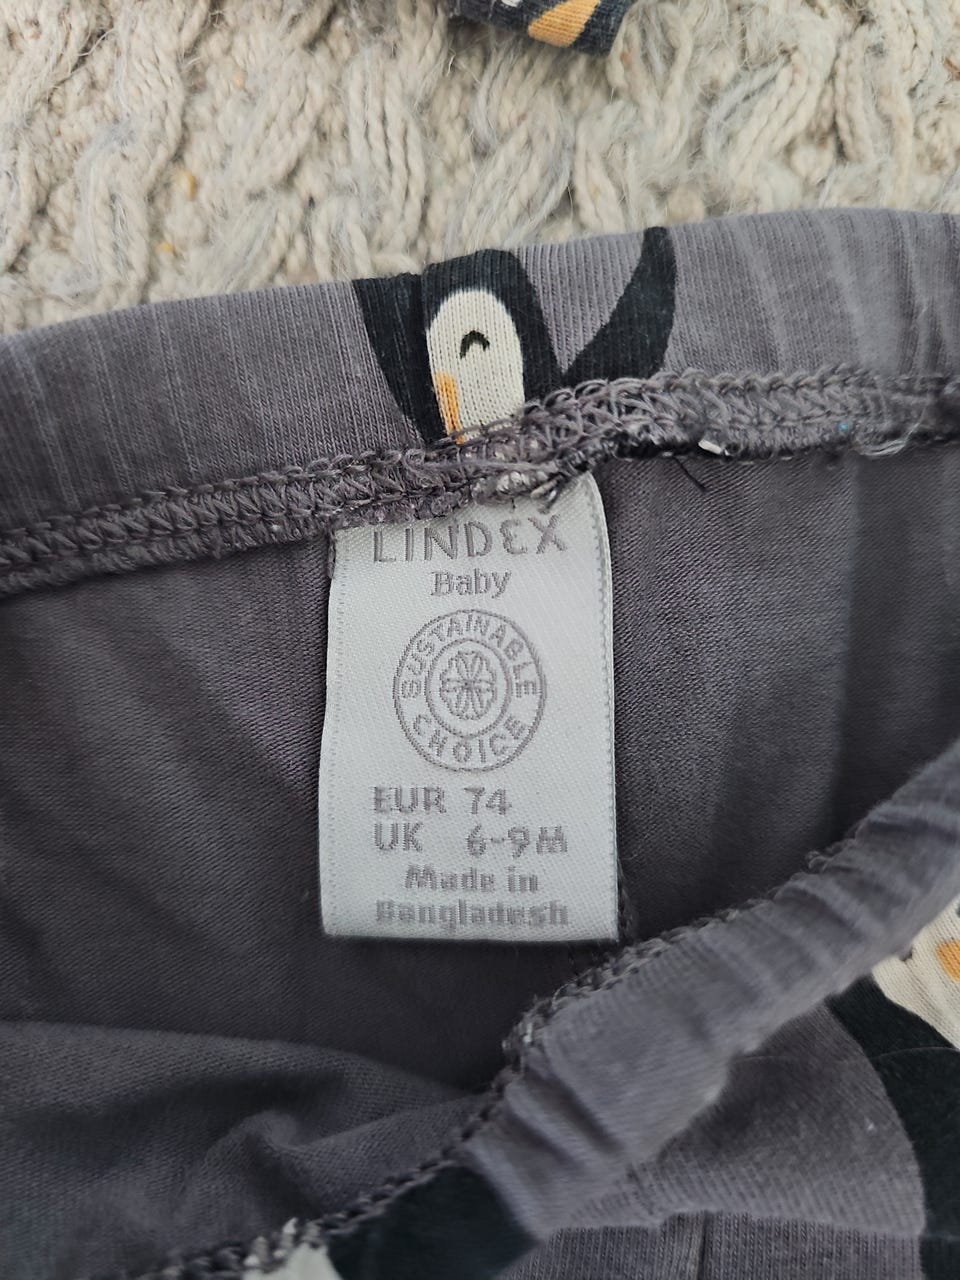 LINDEX
Baby
SUSTAINABLE
CHOICE
EUR 74
UK 6-9M
Made in
Bangladesh